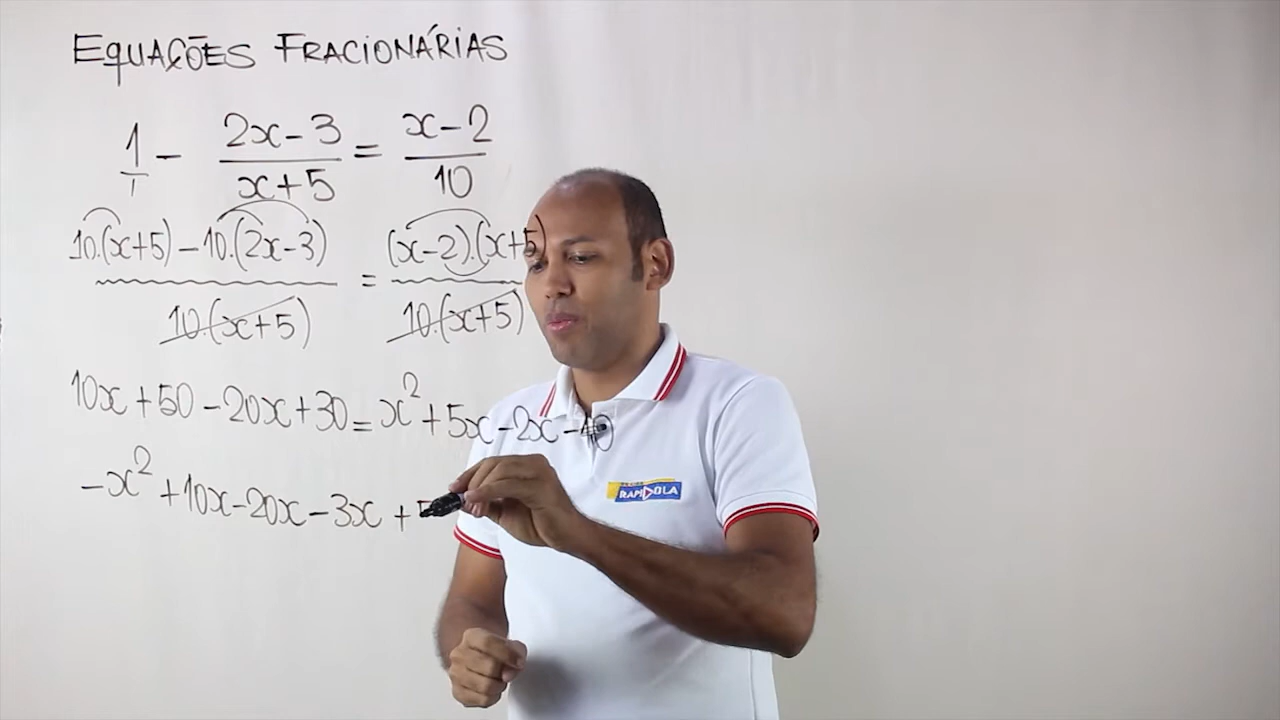 EQUAÇÕES FRACIONÁRIAS
1/1 - (2x-3)/(x+5) = (x-2)/10
(10.(x+5)-10.(2x-3))/(10.(x+5)) = ((x-2).(x+5))/(10.(x+5))
10x+50-20x+30=x²+5x-2x-10
-x²+10x-20x-3x+5